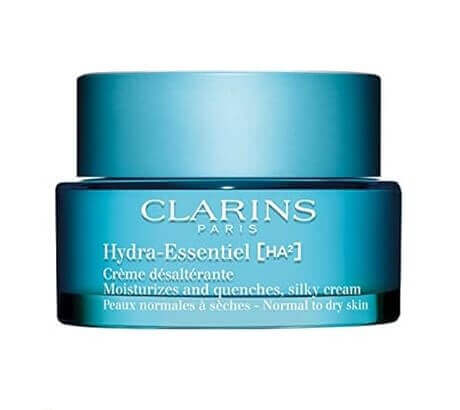 CLARINS
PARIS
Hydra-Essentiel [HA²]
Crème désaltérante
Moisturizes and quenches, silky cream
Peaux normales à sèches – Normal to dry skin